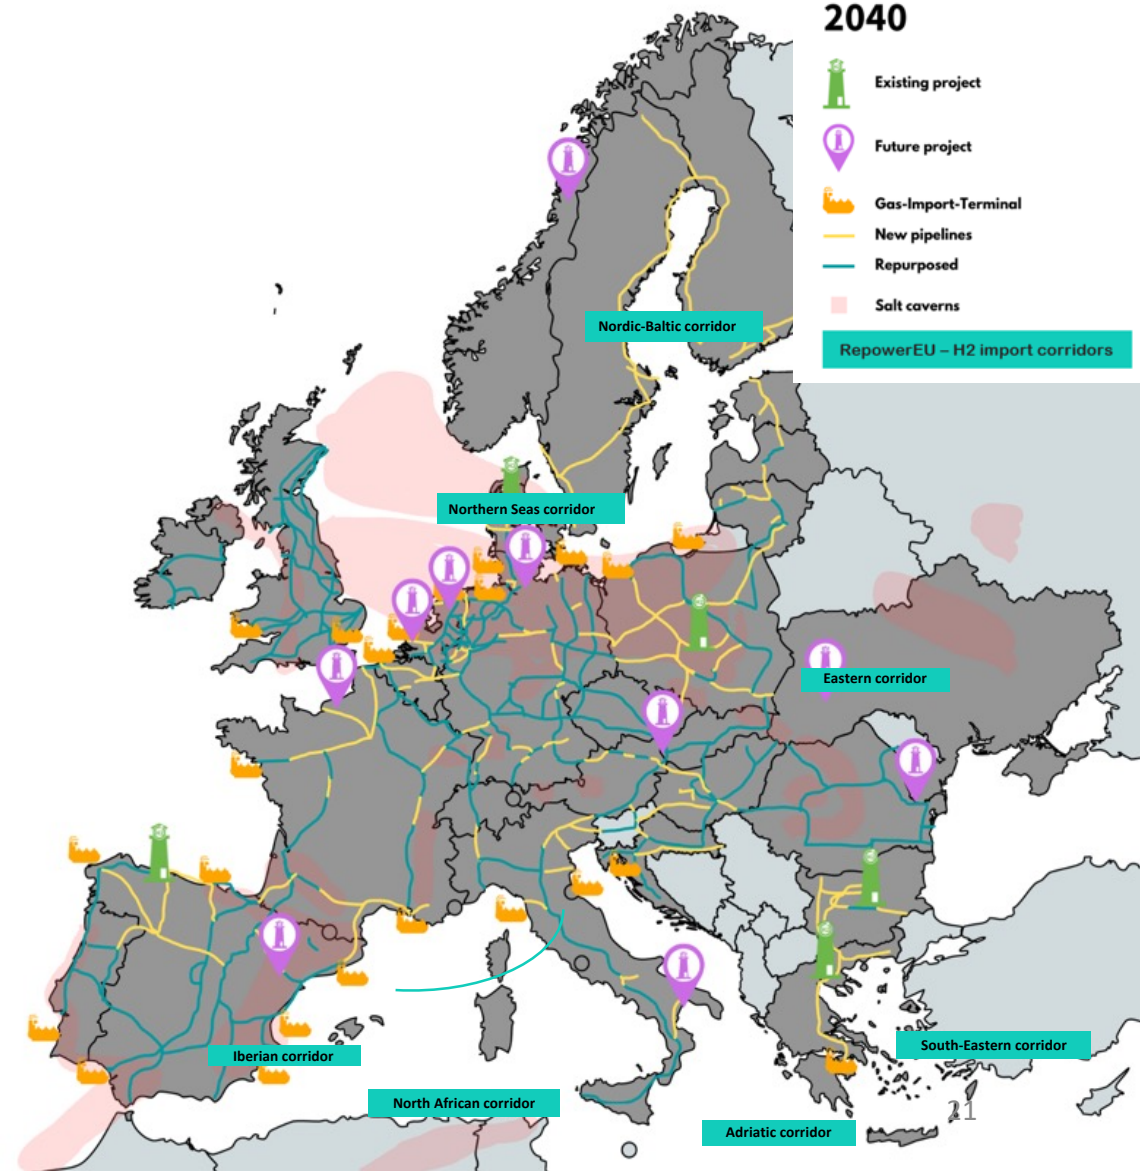 2040
Existing project
Future project
Gas-Import-Terminal
New pipelines
Repurposed
Salt caverns
RepowerEU – H2 import corridors
Nordic-Baltic corridor
Northern Seas corridor
Eastern corridor
Iberian corridor
South-Eastern corridor
North African corridor
Adriatic corridor
21